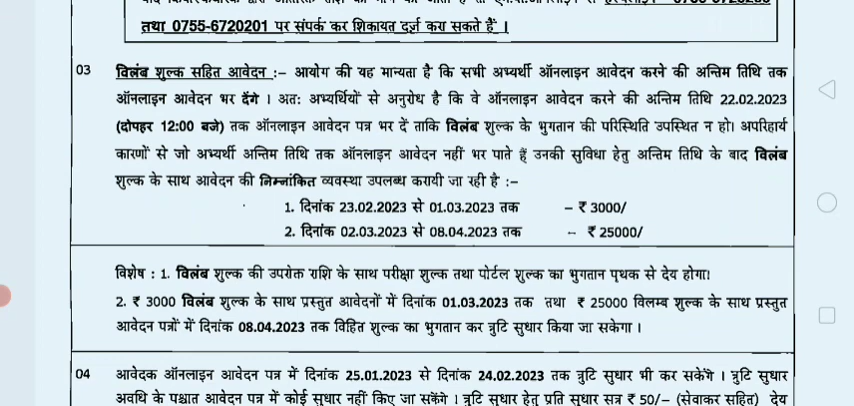 तथा 0755-6720201 पर संपर्क कर शिकायत दर्ज करा सकते हैं ।
03 विलंब शुल्क सहित आवेदन :– आयोग की यह मान्यता है कि सभी अभ्यर्थी ऑनलाइन आवेदन करने की अन्तिम तिथि तक
ऑनलाइन आवेदन भर देंगे । अतः अभ्यर्थियों से अनुरोध है कि वे ऑनलाइन आवेदन करने की अन्तिम तिथि 22.02.2023
(दोपहर 12:00 बजे) तक ऑनलाइन आवेदन पत्र भर दें ताकि विलंब शुल्क के भुगतान की परिस्थिति उपस्थित न हो। अपरिहार्य
कारणों से जो अभ्यर्थी अन्तिम तिथि तक ऑनलाइन आवेदन नहीं भर पाते हैं उनकी सुविधा हेतु अन्तिम तिथि के बाद विलंब
शुल्क के साथ आवेदन की निम्नांकित व्यवस्था उपलब्ध करायी जा रही है :–
1. दिनांक 23.02.2023 से 01.03.2023 तक – ₹ 3000/
2. दिनांक 02.03.2023 से 08.04.2023 तक – ₹ 25000/
विशेष : 1. विलंब शुल्क की उपरोक्त राशि के साथ परीक्षा शुल्क तथा पोर्टल शुल्क का भुगतान पृथक से देय होगा।
2. ₹ 3000 विलंब शुल्क के साथ प्रस्तुत आवेदनों में दिनांक 01.03.2023 तक तथा ₹ 25000 विलम्ब शुल्क के साथ प्रस्तुत
आवेदन पत्रों में दिनांक 08.04.2023 तक विहित शुल्क का भुगतान कर त्रुटि सुधार किया जा सकेगा ।
04 आवेदक ऑनलाइन आवेदन पत्र में दिनांक 25.01.2023 से दिनांक 24.02.2023 तक त्रुटि सुधार भी कर सकेंगे । त्रुटि सुधार
अवधि के पश्चात आवेदन पत्र में कोई सुधार नहीं किए जा सकेंगे । त्रुटि सुधार हेतु प्रति सुधार सत्र ₹ 50/– (सेवाकर सहित) देय